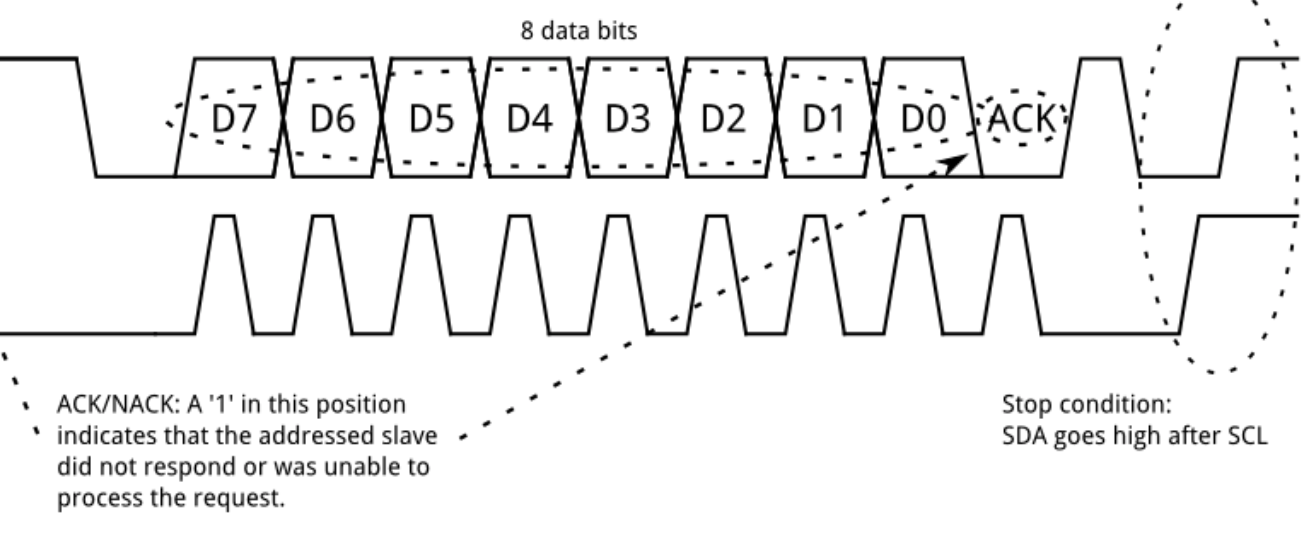 8 data bits
D7 D6 D5 D4 D3 D2 D1 D0 ACK
ACK/NACK: A '1' in this position
indicates that the addressed slave
did not respond or was unable to
process the request.
Stop condition:
SDA goes high after SCL